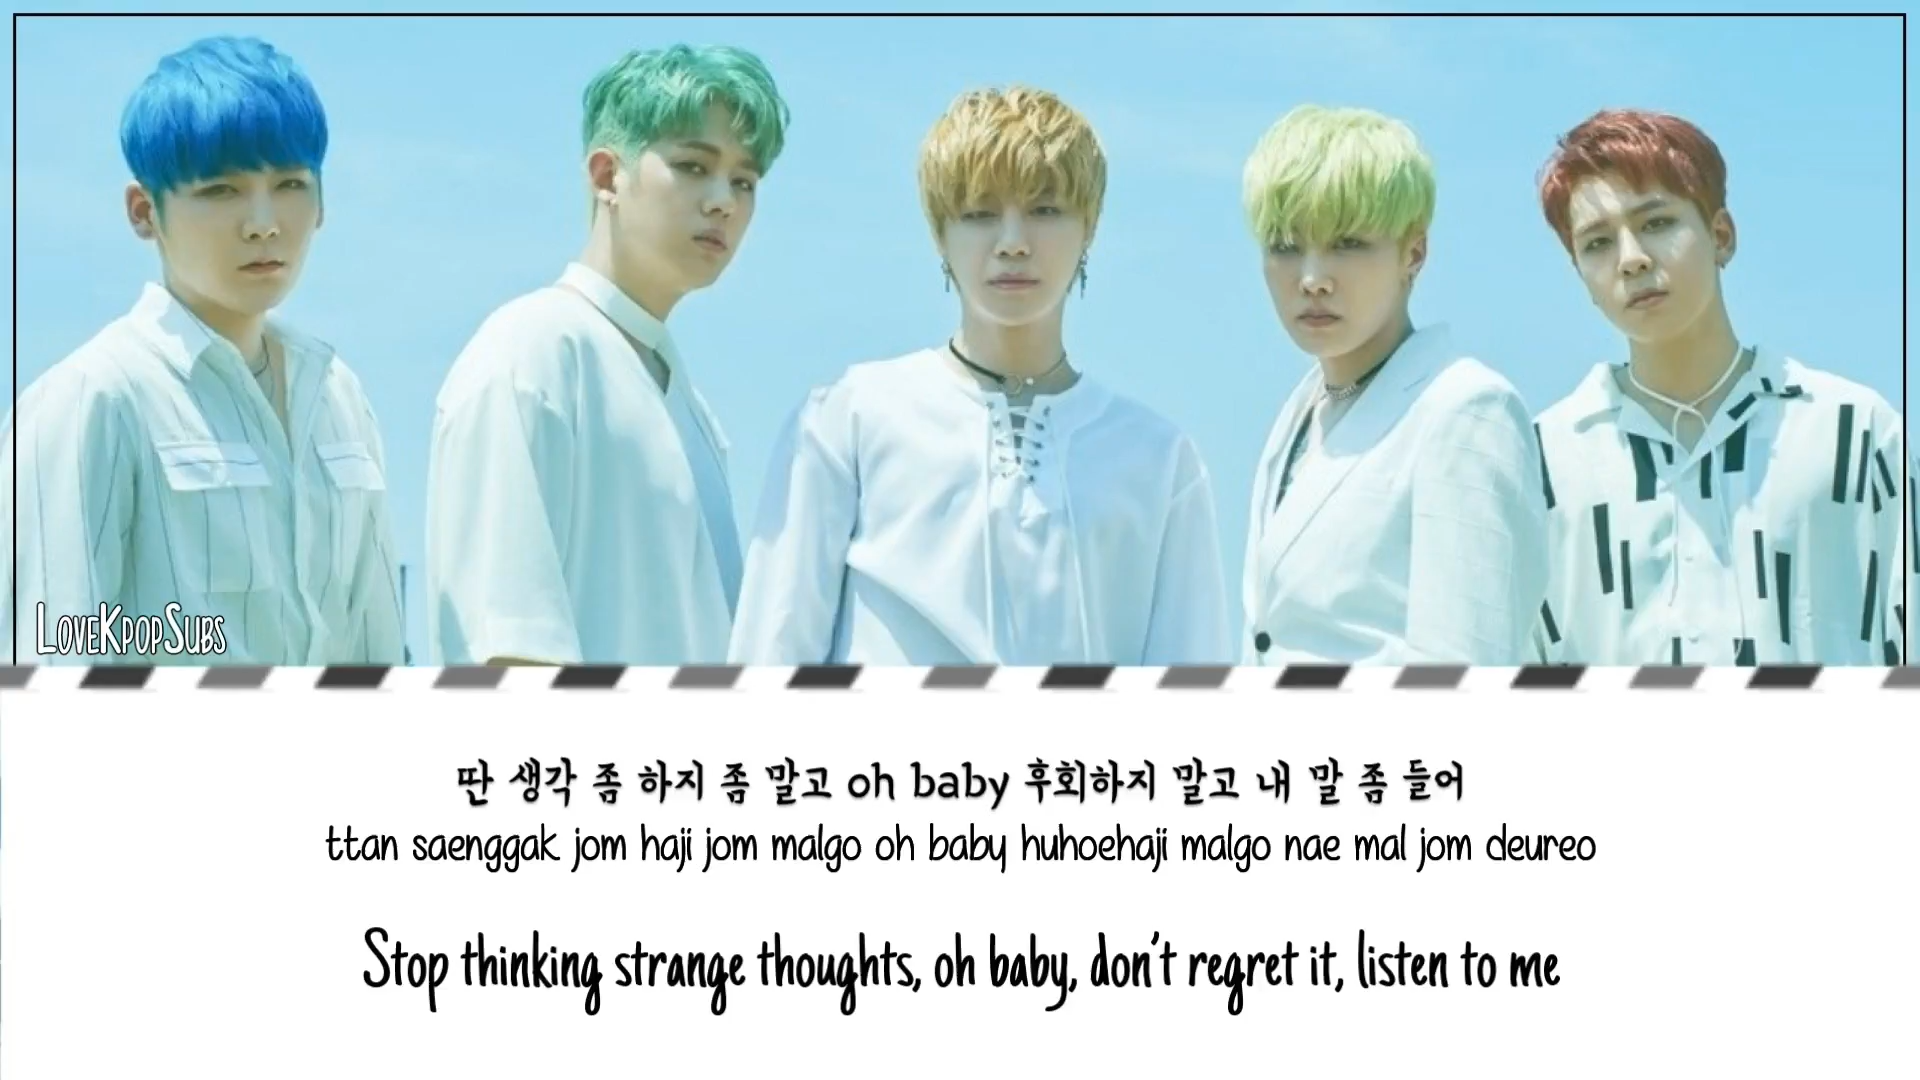 LoveKpopSubs
딴 생각 좀 하지 좀 말고 oh baby 후회하지 말고 내 말 좀 들어
ttan saenggak jom haji jom malgo oh baby huhoehaji malgo nae mal jom deureo
Stop thinking strange thoughts, oh baby, don't regret it, listen to me